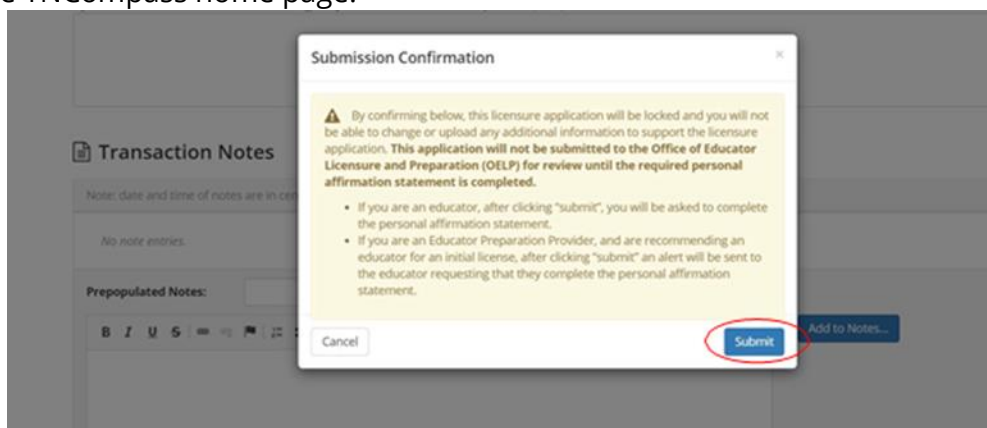 TNCompass home page.
Submission Confirmation ×
By confirming below, this licensure application will be locked and you will not
be able to change or upload any additional information to support the licensure
application. This application will not be submitted to the Office of Educator
Licensure and Preparation (OELP) for review until the required personal
affirmation statement is completed.
• If you are an educator, after clicking "submit", you will be asked to complete
the personal affirmation statement.
• If you are an Educator Preparation Provider, and are recommending an
educator for an initial license, after clicking "submit" an alert will be sent to
the educator requesting that they complete the personal affirmation
statement.
Cancel
Submit
Transaction Notes
Note: date and time of notes are in
No note entries.
Prepopulated Notes:
B I U S
Add to Notes...